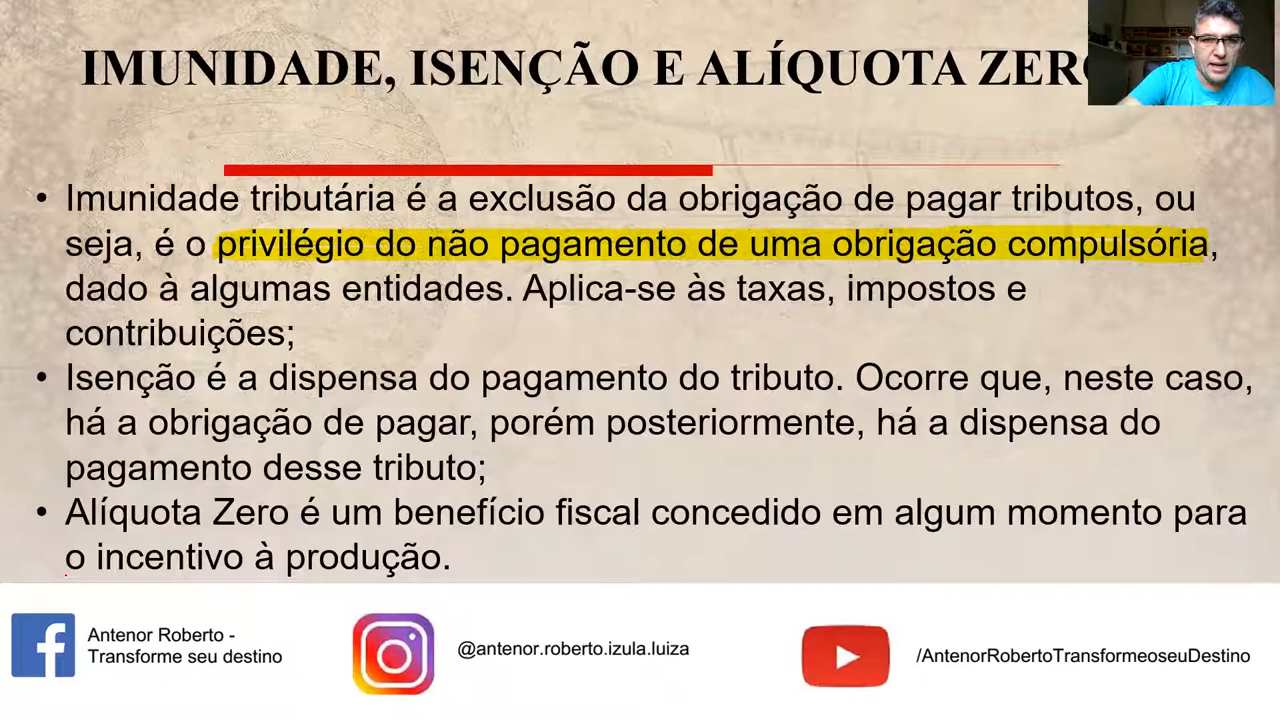 IMUNIDADE, ISENÇÃO E ALÍQUOTA ZERO
• Imunidade tributária é a exclusão da obrigação de pagar tributos, ou
seja, é o privilégio do não pagamento de uma obrigação compulsória,
dado à algumas entidades. Aplica-se às taxas, impostos e
contribuições;
• Isenção é a dispensa do pagamento do tributo. Ocorre que, neste caso,
há a obrigação de pagar, porém posteriormente, há a dispensa do
pagamento desse tributo;
• Alíquota Zero é um benefício fiscal concedido em algum momento para
o incentivo à produção.
Antenor Roberto -
Transforme seu destino
@antenor.roberto.izula.luiza
/AntenorRobertoTransformeoseuDestino